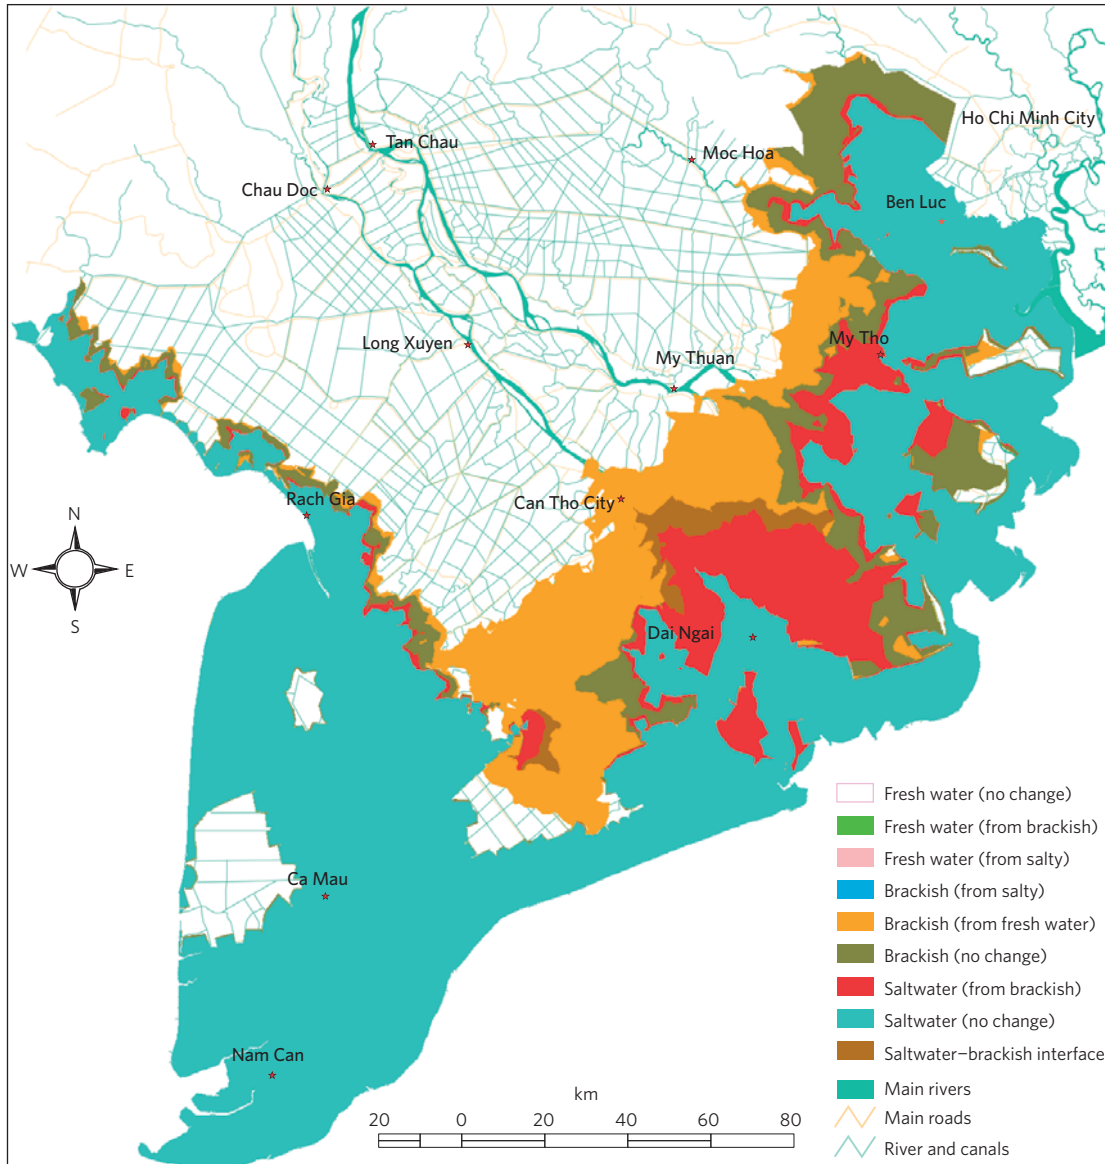 Ho Chi Minh City
Tan Chau
Moc Hoa
Chau Doc
Ben Luc
Long Xuyen
My Tho
My Thuan
Rach Gia
Can Tho City
N
W
E
S
Dai Ngai
Ca Mau
Nam Can
Fresh water (no change)
Fresh water (from brackish)
Fresh water (from salty)
Brackish (from salty)
Brackish (from fresh water)
Brackish (no change)
Saltwater (from brackish)
Saltwater (no change)
Saltwater–brackish interface
Main rivers
Main roads
River and canals
km
20 0 20 40 60 80